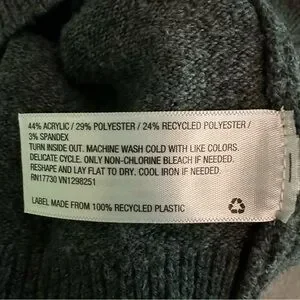 44% ACRYLIC / 29% POLYESTER / 24% RECYCLED POLYESTER /
3% SPANDEX
TURN INSIDE OUT. MACHINE WASH COLD WITH LIKE COLORS.
DELICATE CYCLE. ONLY NON-CHLORINE BLEACH IF NEEDED.
RESHAPE AND LAY FLAT TO DRY. COOL IRON IF NEEDED.
RN17730 VN1298251
LABEL MADE FROM 100% RECYCLED PLASTIC